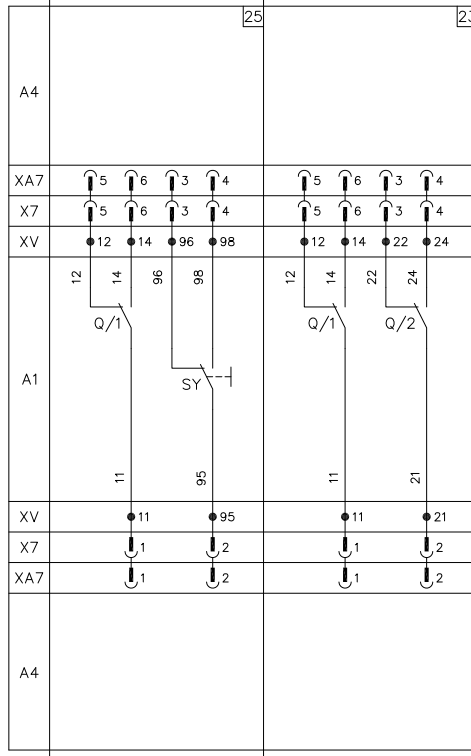 25 23
A4
XA7 5 6 3 4 5 6 3 4
X7 5 6 3 4 5 6 3 4
XV 12 14 96 98 12 14 22 24
12 14 96 98 12 14 22 24
Q/1 Q/1 Q/2
A1 SY
11 95 11 21
XV 11 95 11 21
X7 1 2 1 2
XA7 1 2 1 2
A4